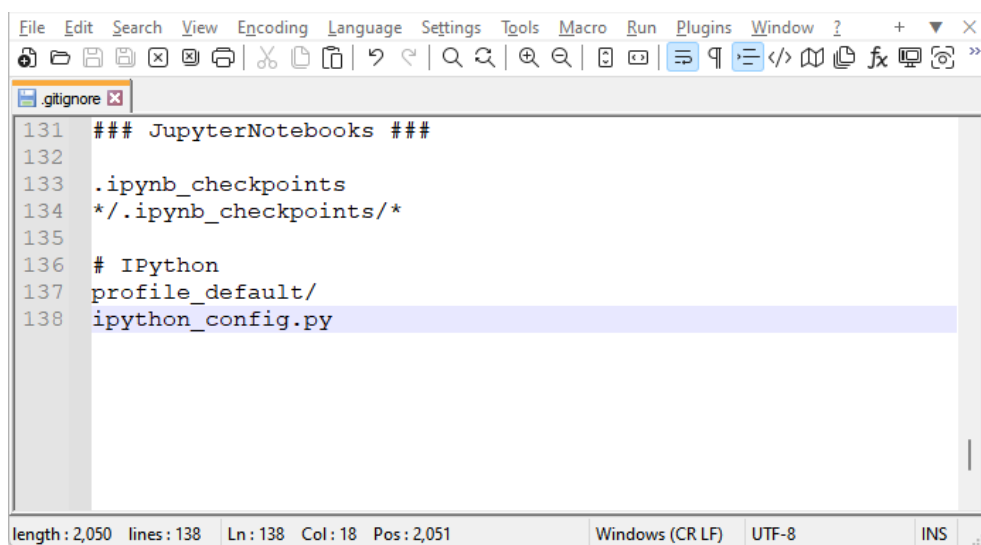 File Edit Search View Encoding Language Settings Tools Macro Run Plugins Window ? + ▼ X
.gitignore
131 ### JupyterNotebooks ###
132
133 .ipynb_checkpoints
134 */.ipynb_checkpoints/*
135
136 # IPython
137 profile_default/
138 ipython_config.py
length : 2,050 lines : 138 Ln : 138 Col : 18 Pos : 2,051 Windows (CR LF) UTF-8 INS